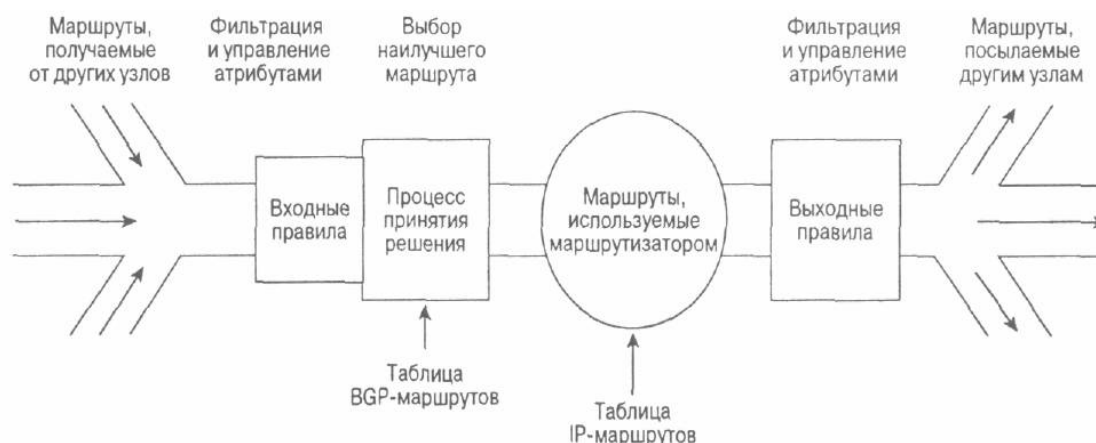 Маршруты,
получаемые
от других узлов
Фильтрация
и управление
атрибутами
Выбор
наилучшего
маршрута
Фильтрация
и управление
атрибутами
Маршруты,
посылаемые
другим узлам
Входные
правила
Процесс
принятия
решения
Маршруты,
используемые
маршрутизатором
Выходные
правила
Таблица
BGP-маршрутов
Таблица
IP-маршрутов